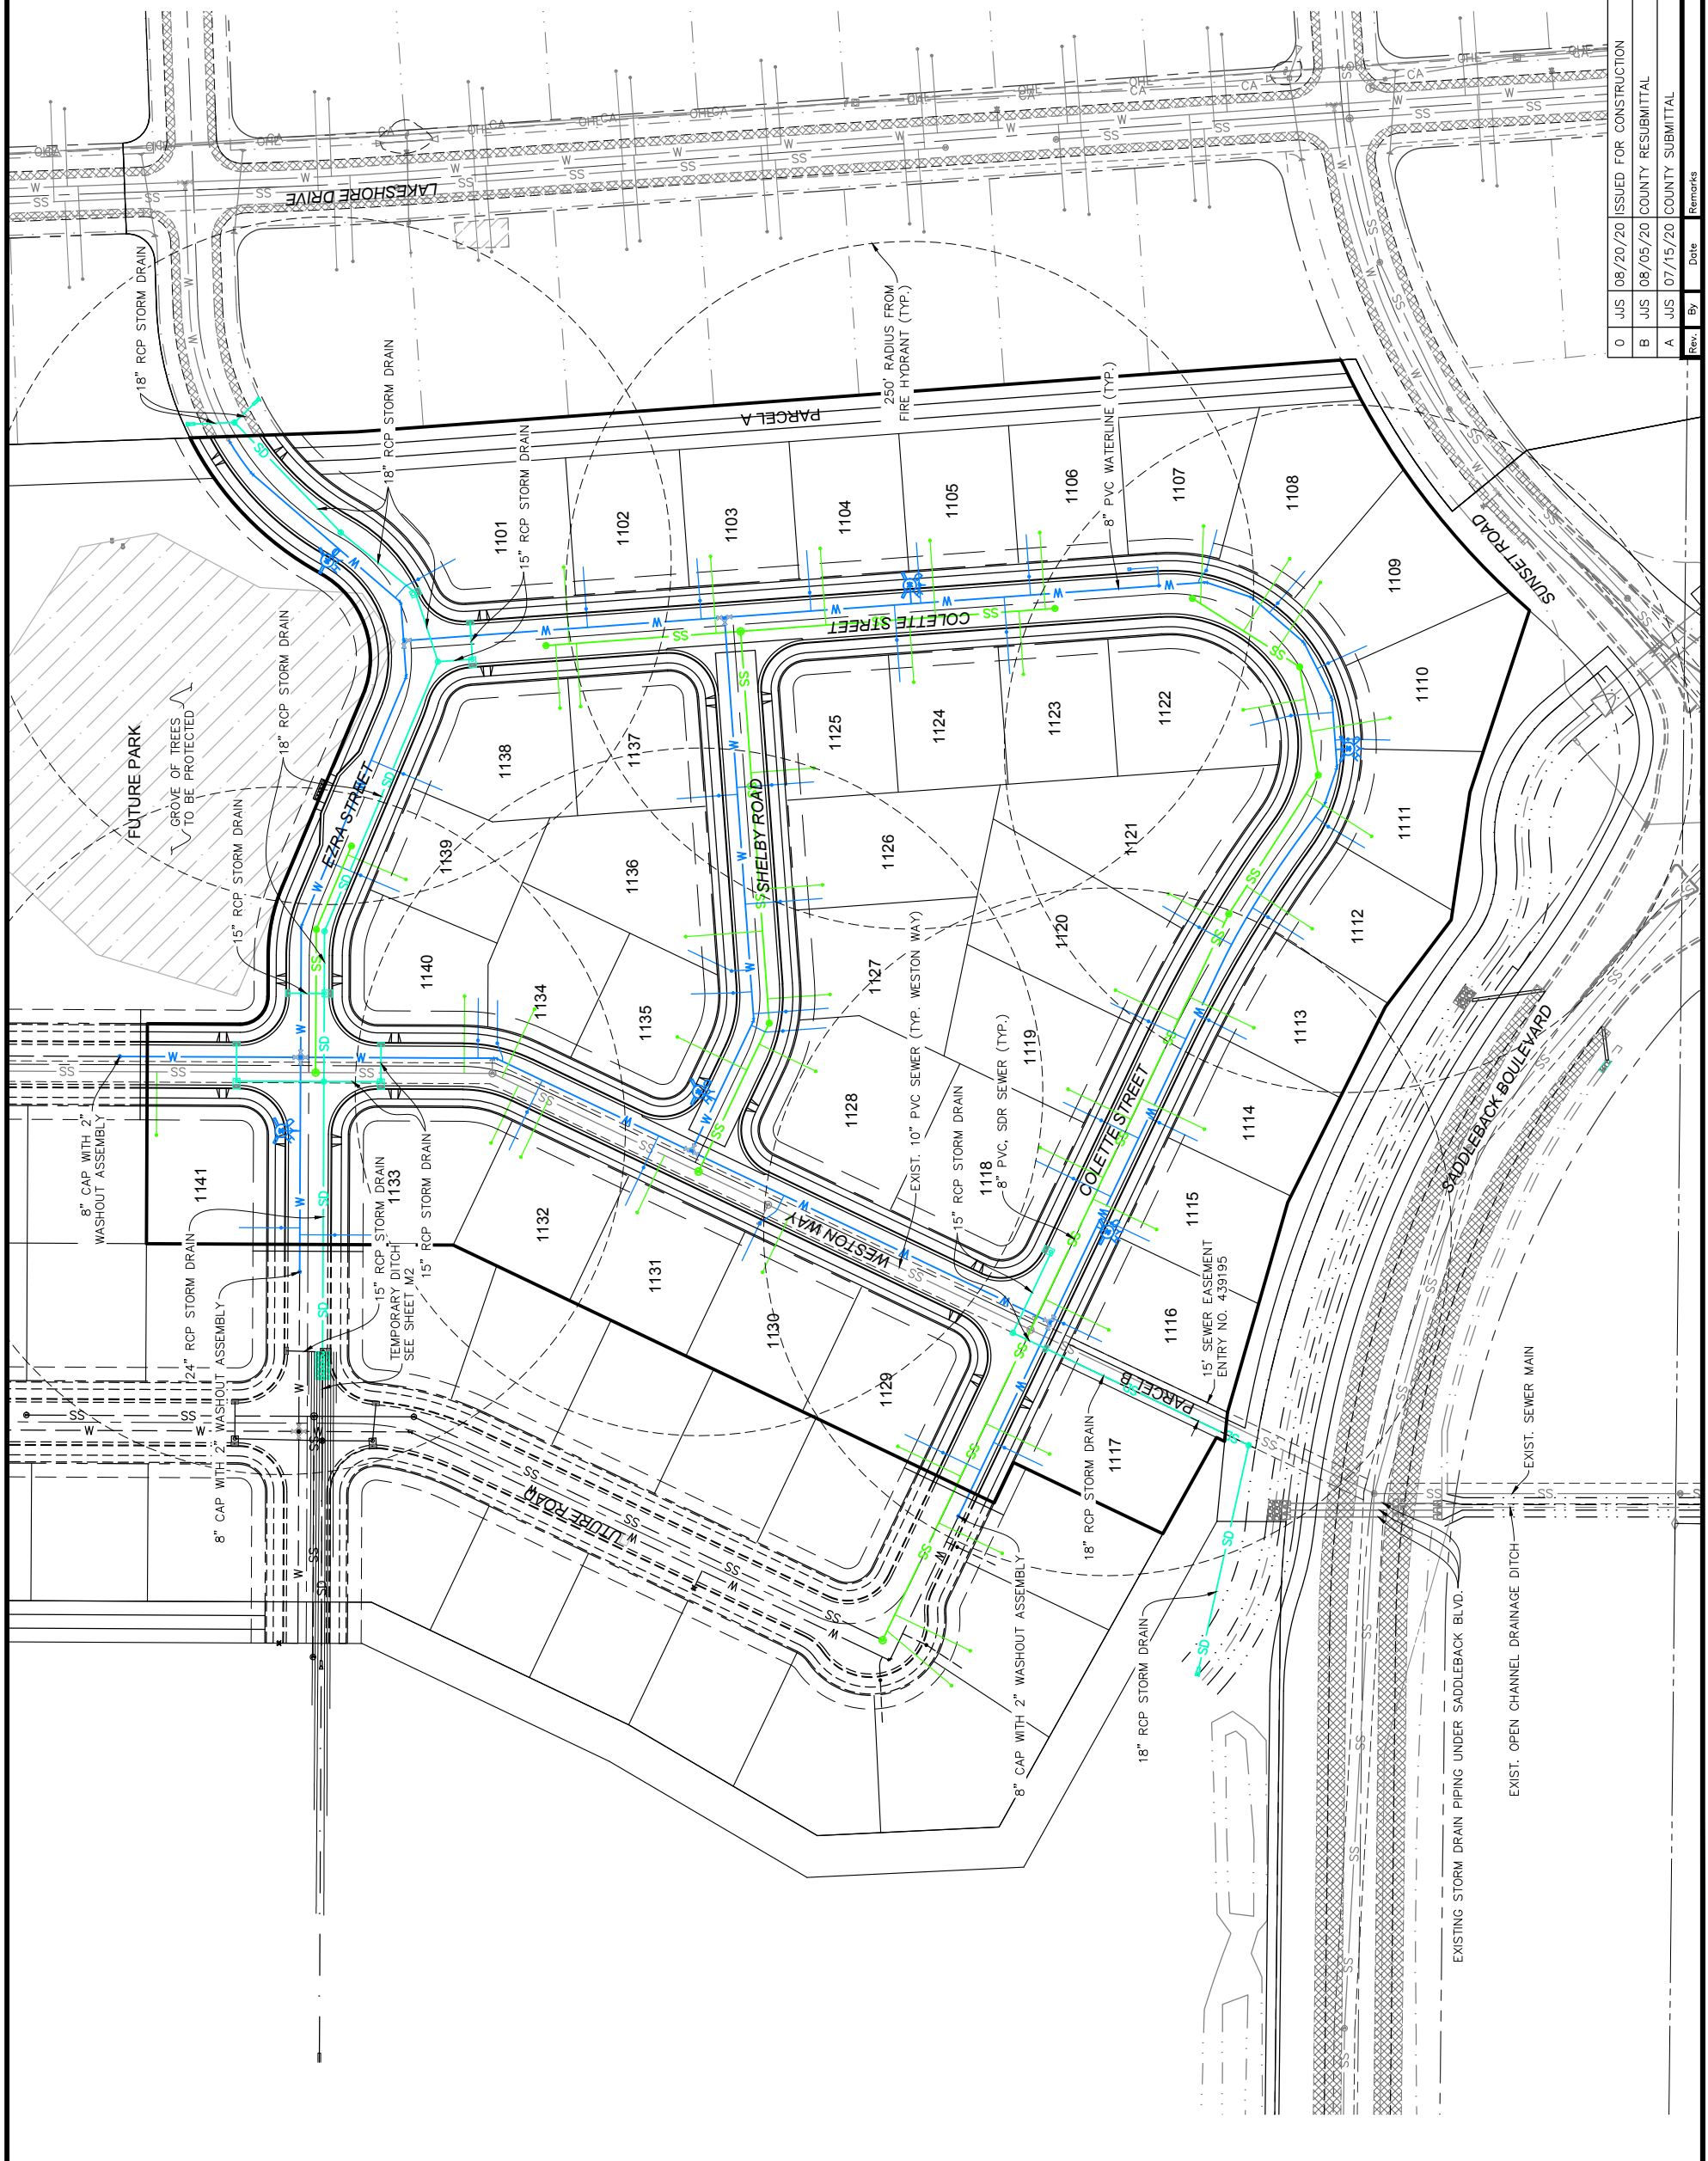 LAKESHORE DRIVE
18" RCP STORM DRAIN
18" RCP STORM DRAIN
PARCEL A
250' RADIUS FROM
FIRE HYDRANT (TYP.)
15" RCP STORM DRAIN
8" PVC WATERLINE (TYP.)
SUNSET ROAD
FUTURE PARK
GROVE OF TREES
TO BE PROTECTED
18" RCP STORM DRAIN
15" RCP STORM DRAIN
EZRA STREET
COLETTE STREET
SHELBY ROAD
1101
1102
1103
1104
1105
1106
1107
1108
1109
1110
1111
1112
1113
1114
1115
1116
1117
1118
1119
1120
1121
1122
1123
1124
1125
1126
1127
1128
1129
1130
1131
1132
1133
1134
1135
1136
1137
1138
1139
1140
1141
8" CAP WITH 2"
WASHOUT ASSEMBLY
24" RCP STORM DRAIN
8" CAP WITH 2" WASHOUT ASSEMBLY
15" RCP STORM DRAIN
TEMPORARY DITCH
SEE SHEET M2
15" RCP STORM DRAIN
WESTON WAY
EXIST. 10" PVC SEWER (TYP. WESTON WAY)
15" RCP STORM DRAIN
8" PVC, SDR SEWER (TYP.)
COLETTE STREET
PARCEL B
15' SEWER EASEMENT
ENTRY NO. 439195
18" RCP STORM DRAIN
8" CAP WITH 2" WASHOUT ASSEMBLY
18" RCP STORM DRAIN
SADDLEBACK BOULEVARD
EXIST. SEWER MAIN
EXIST. OPEN CHANNEL DRAINAGE DITCH
EXISTING STORM DRAIN PIPING UNDER SADDLEBACK BLVD.
0 JJS 08/20/20 ISSUED FOR CONSTRUCTION
B JJS 08/05/20 COUNTY RESUBMITTAL
A JJS 07/15/20 COUNTY SUBMITTAL
Rev. By Date Remarks